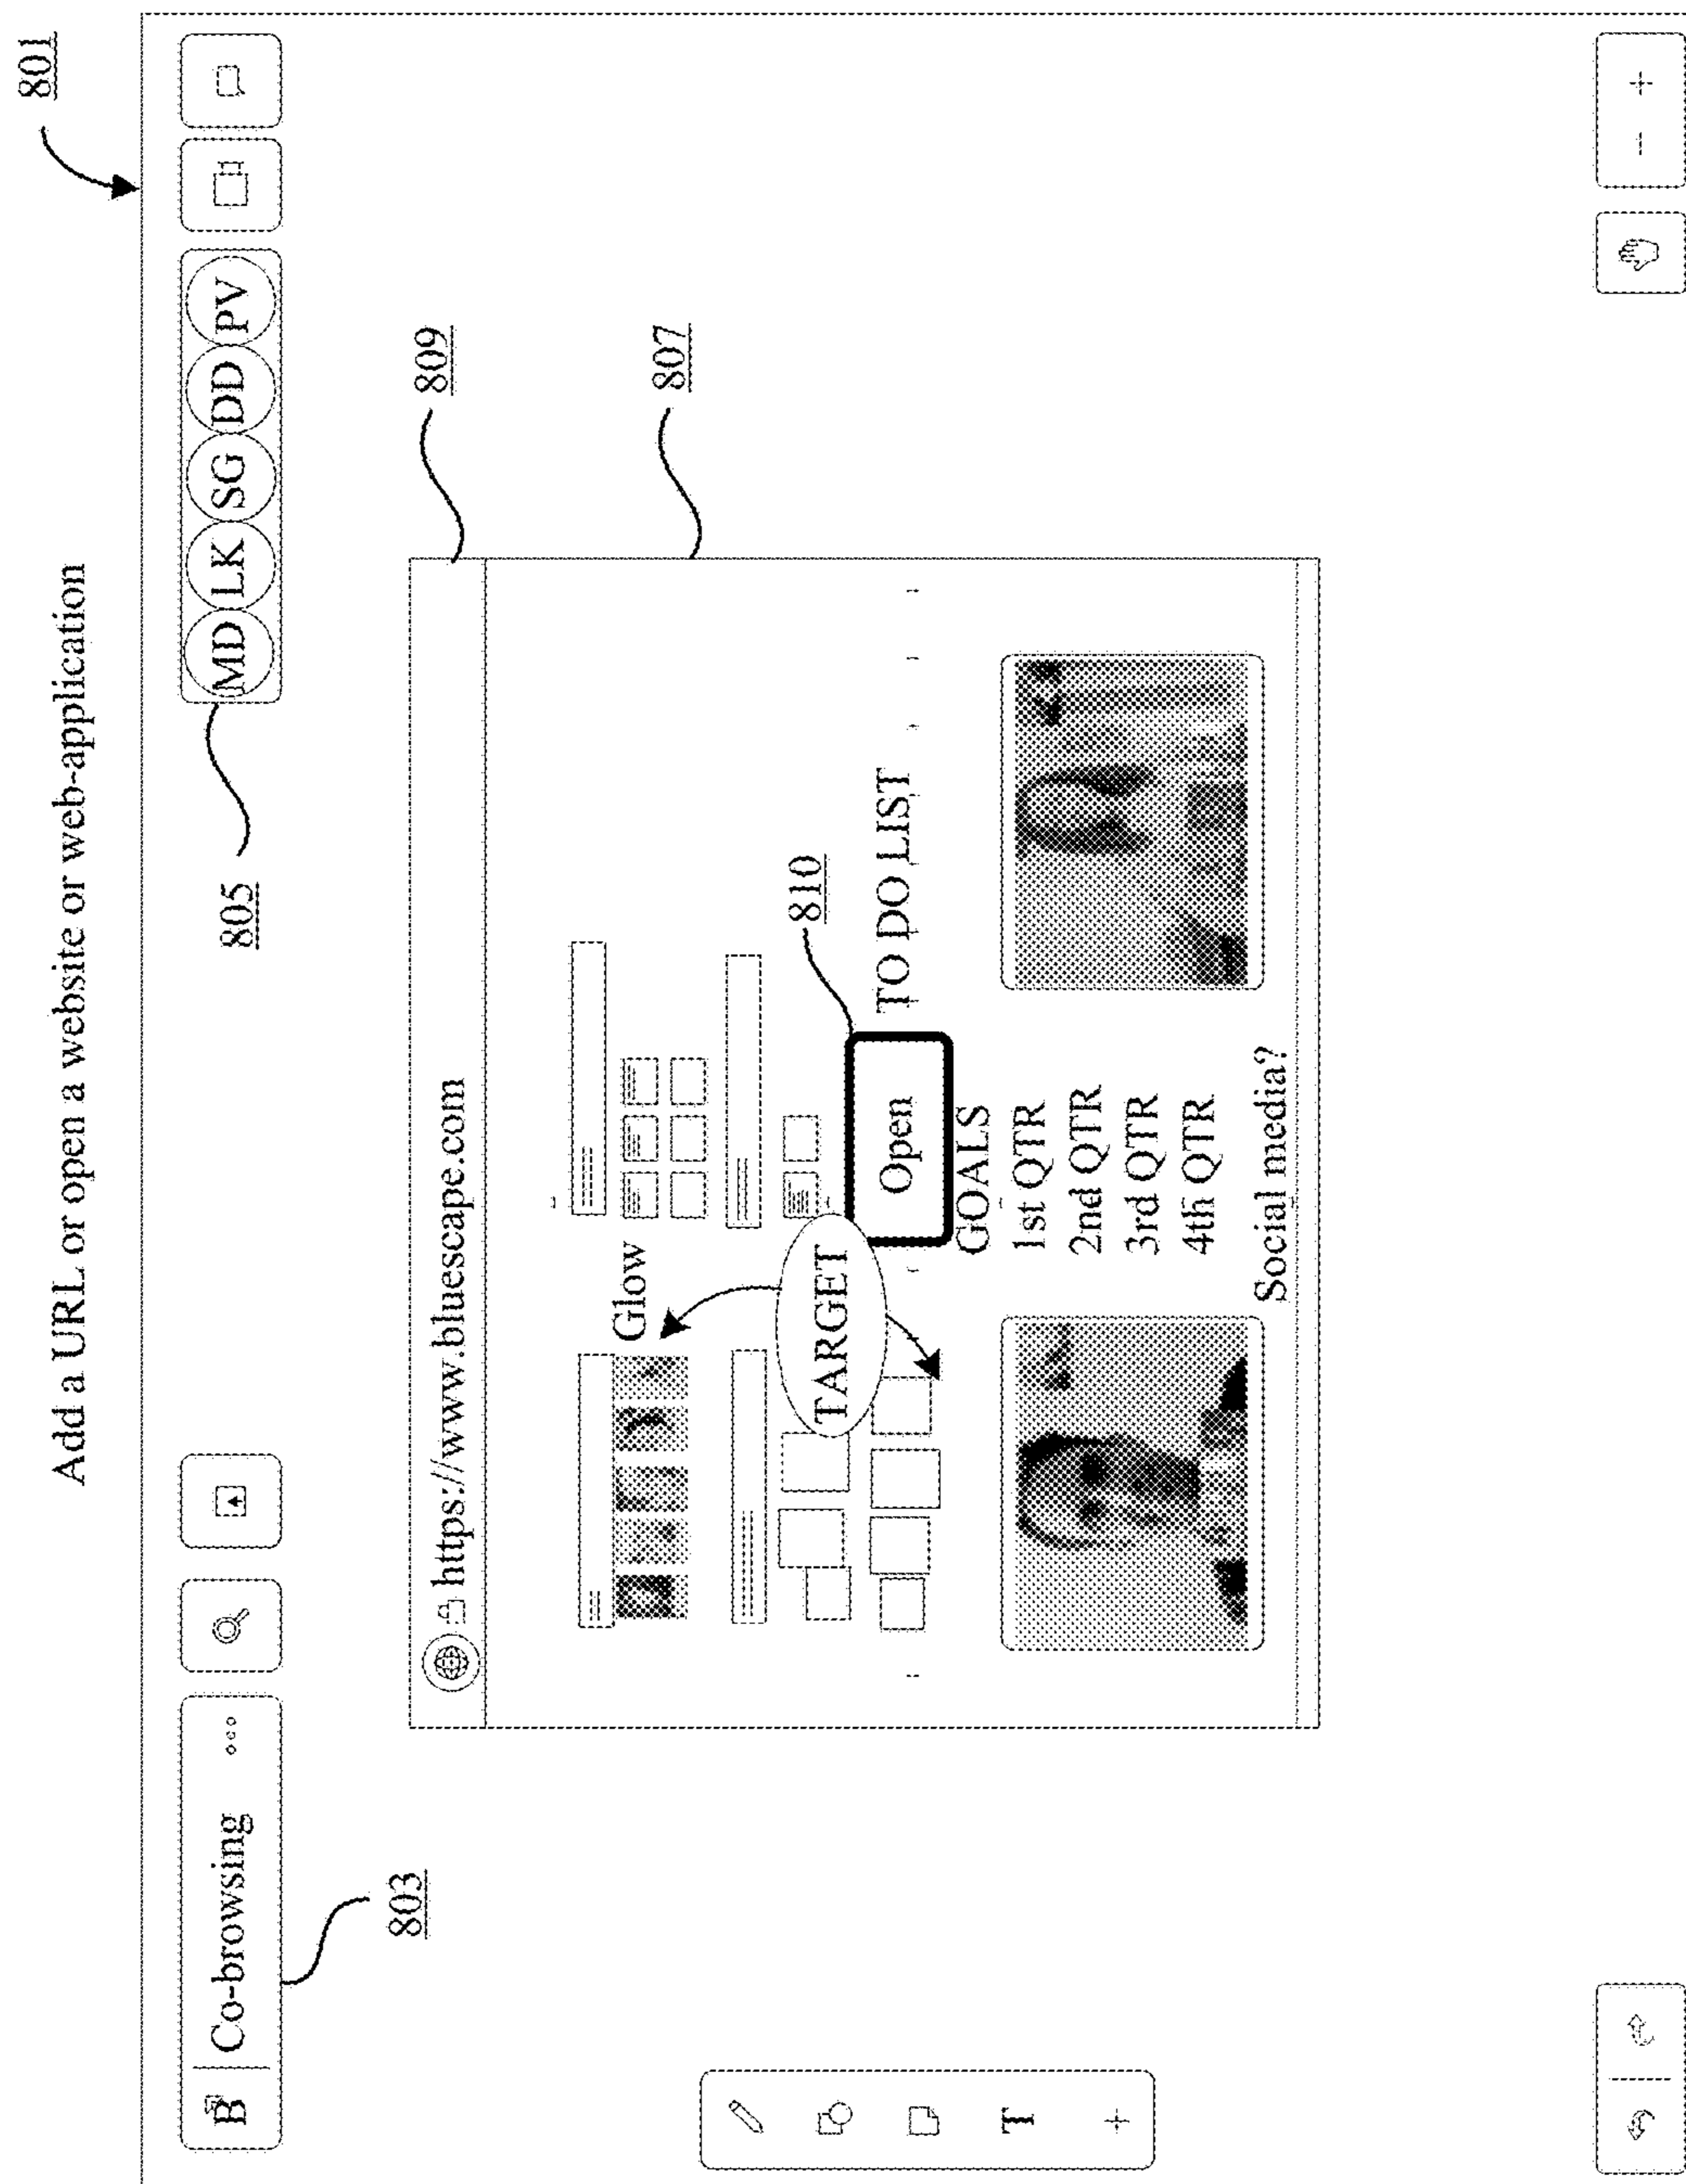 Add a URL or open a website or web-application
801
B Co-browsing
MD LK SG DD PV
803
805
https://www.bluescape.com
809
807
Glow
TARGET
810
Open
TO DO LIST
GOALS
1st QTR
2nd QTR
3rd QTR
4th QTR
Social media?
T